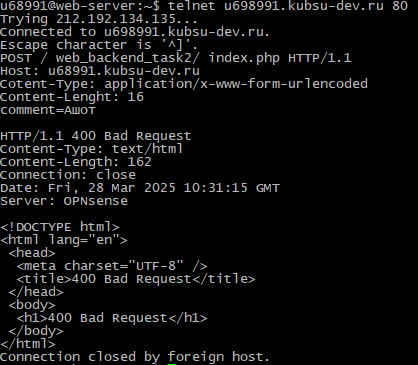 u68991@web-server:~$ telnet u698991.kubsu-dev.ru 80
Trying 212.192.134.135...
Connected to u698991.kubsu-dev.ru.
Escape character is '^]'.
POST / web_backend_task2/ index.php HTTP/1.1
Host: u68991.kubsu-dev.ru
Cotent-Type: application/x-www-form-urlencoded
Content-Lenght: 16
comment=Ашот
HTTP/1.1 400 Bad Request
Content-Type: text/html
Content-Length: 162
Connection: close
Date: Fri, 28 Mar 2025 10:31:15 GMT
Server: OPNsense
<!DOCTYPE html>
<html lang="en">
<head>
<meta charset="UTF-8" />
<title>400 Bad Request</title>
</head>
<body>
<h1>400 Bad Request</h1>
</body>
</html>
Connection closed by foreign host.